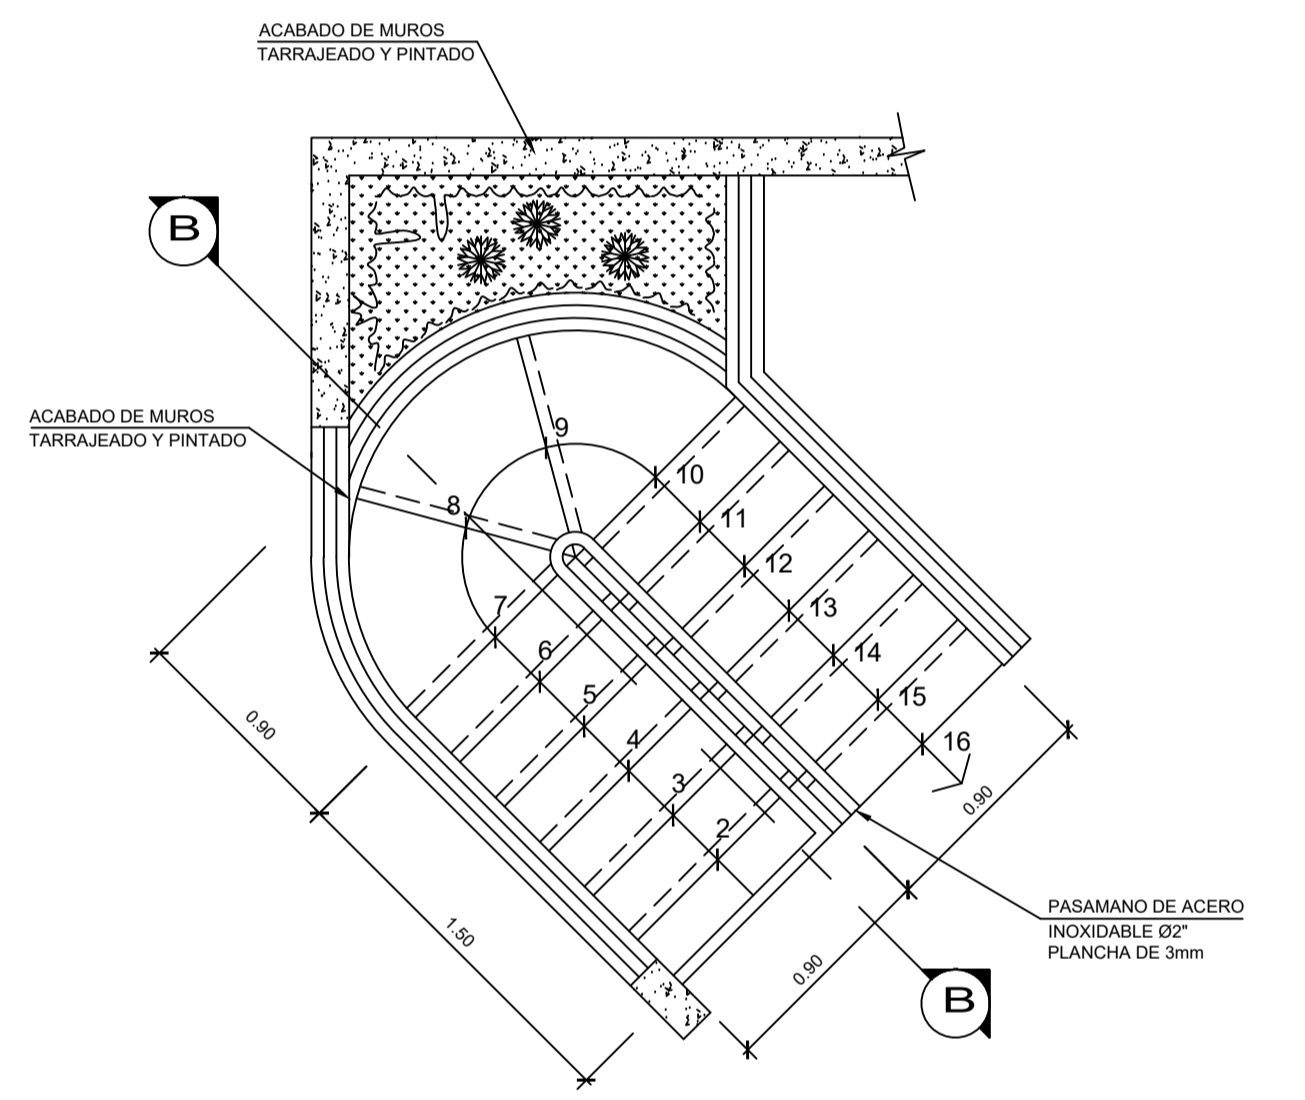 ACABADO DE MUROS
TARRAJEADO Y PINTADO
B
ACABADO DE MUROS
TARRAJEADO Y PINTADO
9
10
8
11
12
7
13
6
14
5
15
4
16
3
2
0.90
1.50
0.90
0.90
PASAMANO DE ACERO
INOXIDABLE Ø2"
PLANCHA DE 3mm
B